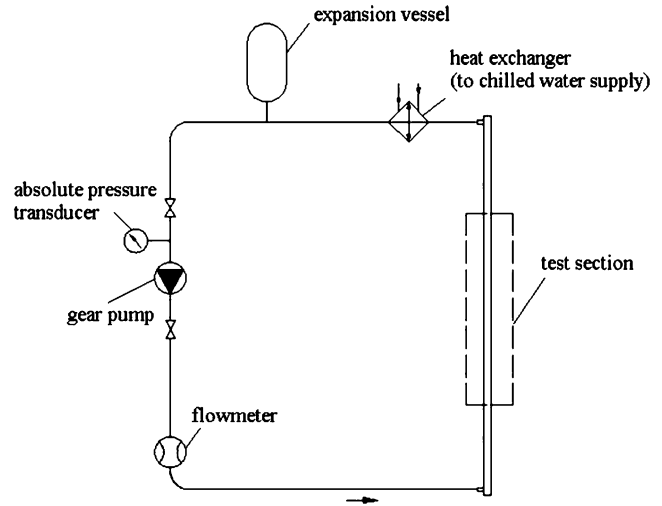 expansion vessel
heat exchanger
(to chilled water supply)
absolute pressure
transducer
test section
gear pump
flowmeter